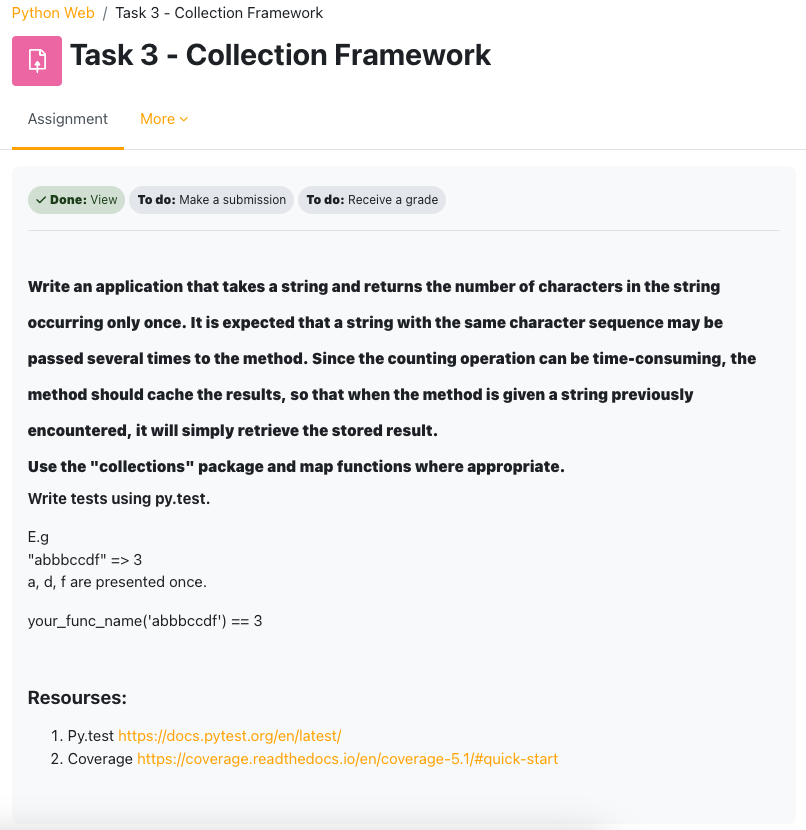 Python Web / Task 3 - Collection Framework
Task 3 - Collection Framework
Assignment More
Done: View To do: Make a submission To do: Receive a grade
Write an application that takes a string and returns the number of characters in the string
occurring only once. It is expected that a string with the same character sequence may be
passed several times to the method. Since the counting operation can be time-consuming, the
method should cache the results, so that when the method is given a string previously
encountered, it will simply retrieve the stored result.
Use the "collections" package and map functions where appropriate.
Write tests using py.test.
E.g
"abbbccdf" => 3
a, d, f are presented once.
your_func_name('abbbccdf') == 3
Resourses:
1. Py.test https://docs.pytest.org/en/latest/
2. Coverage https://coverage.readthedocs.io/en/coverage-5.1/#quick-start